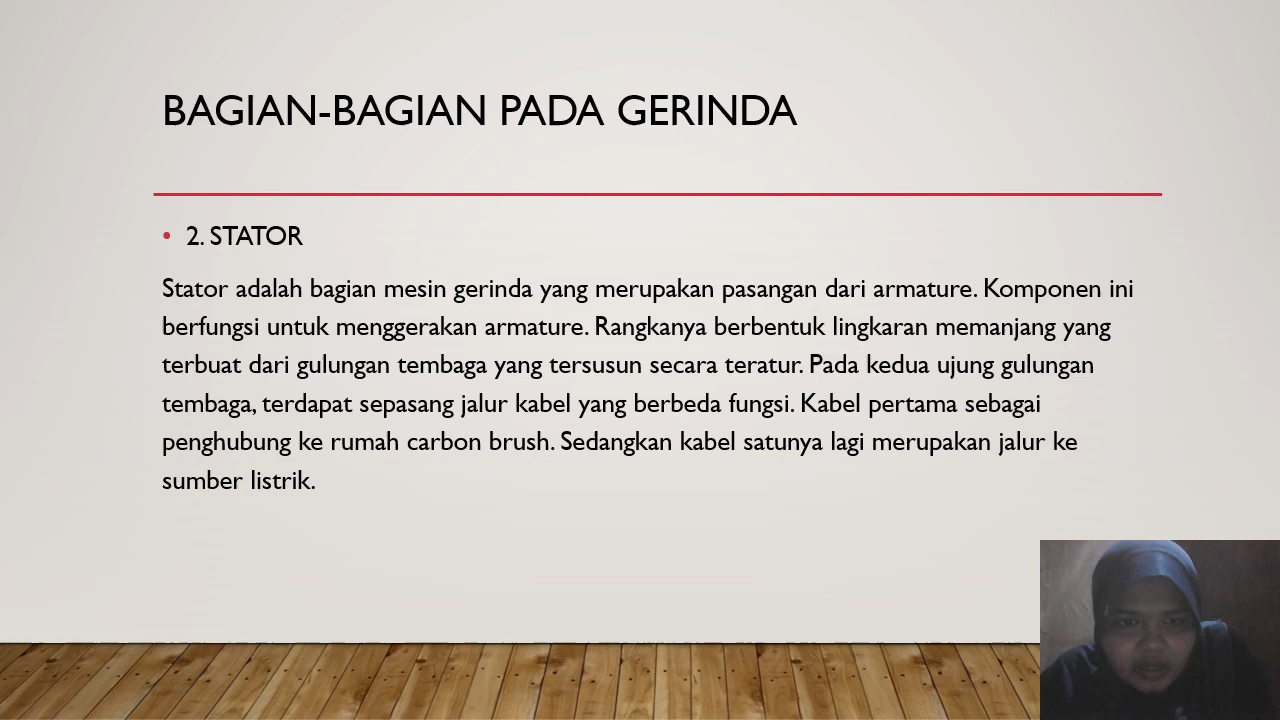 BAGIAN-BAGIAN PADA GERINDA
• 2. STATOR
Stator adalah bagian mesin gerinda yang merupakan pasangan dari armature. Komponen ini
berfungsi untuk menggerakan armature. Rangkanya berbentuk lingkaran memanjang yang
terbuat dari gulungan tembaga yang tersusun secara teratur. Pada kedua ujung gulungan
tembaga, terdapat sepasang jalur kabel yang berbeda fungsi. Kabel pertama sebagai
penghubung ke rumah carbon brush. Sedangkan kabel satunya lagi merupakan jalur ke
sumber listrik.